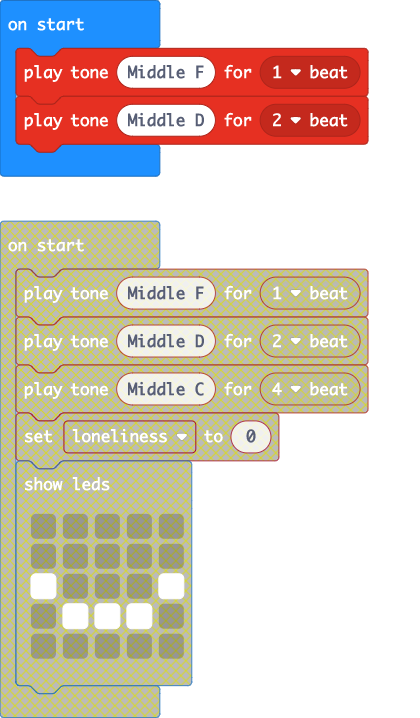 on start
play tone Middle F for 1 beat
play tone Middle D for 2 beat
on start
play tone Middle F for 1 beat
play tone Middle D for 2 beat
play tone Middle C for 4 beat
set loneliness to 0
show leds